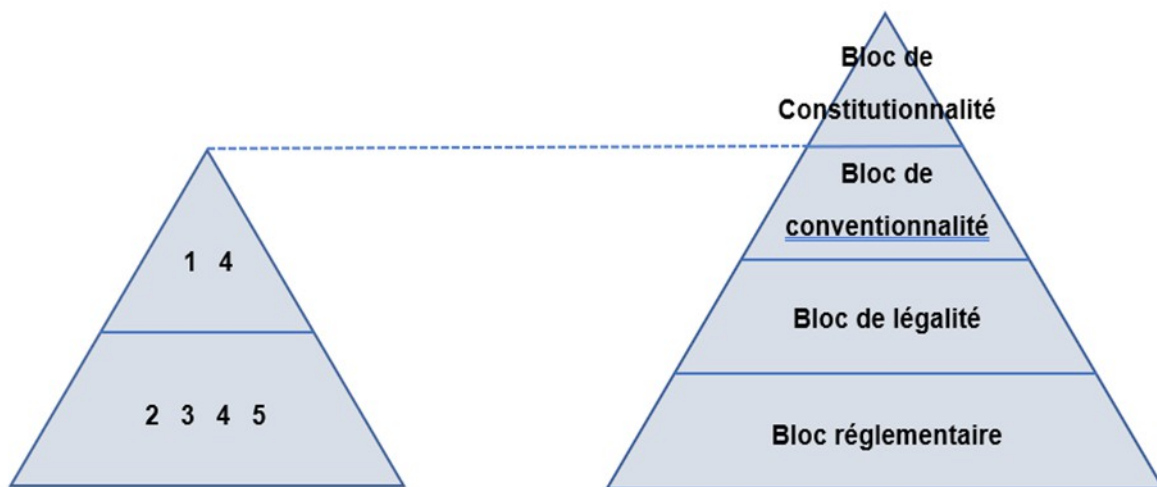 1 4
2 3 4 5
Bloc de
Constitutionnalité
Bloc de
conventionnalité
Bloc de légalité
Bloc réglementaire